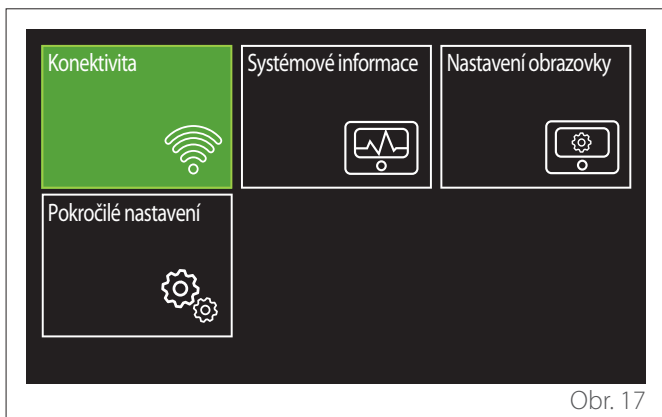 Konektivita
Systémové informace
Nastavení obrazovky
Pokročilé nastavení
Obr. 17